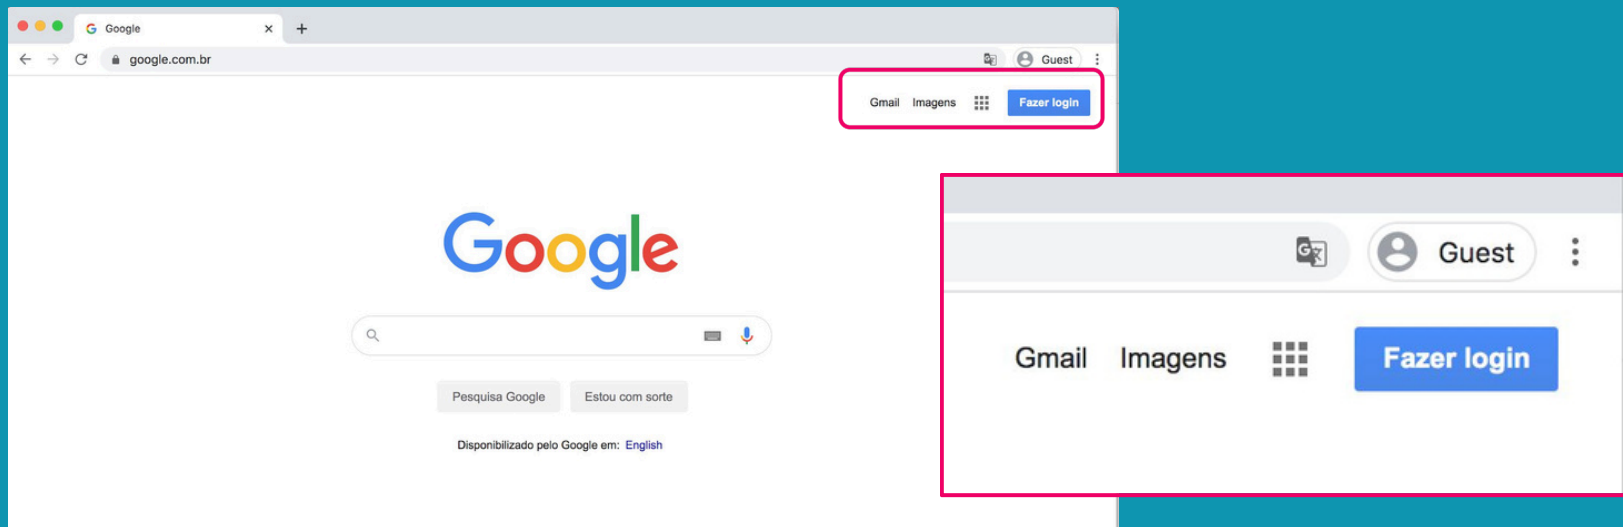 Google
google.com.br
Guest
Gmail Imagens Fazer login
Google
Pesquisa Google Estou com sorte
Disponibilizado pelo Google em: English
Guest
Gmail Imagens Fazer login